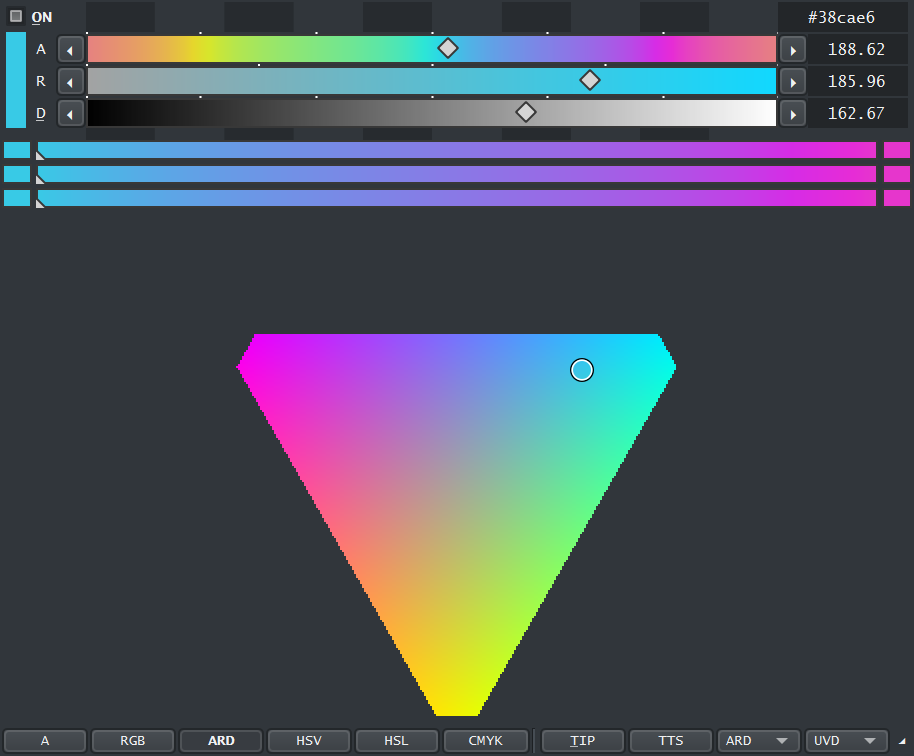 ON #38cae6
A 188.62
R 185.96
D 162.67
A RGB ARD HSV HSL CMYK TIP TTS ARD UVD